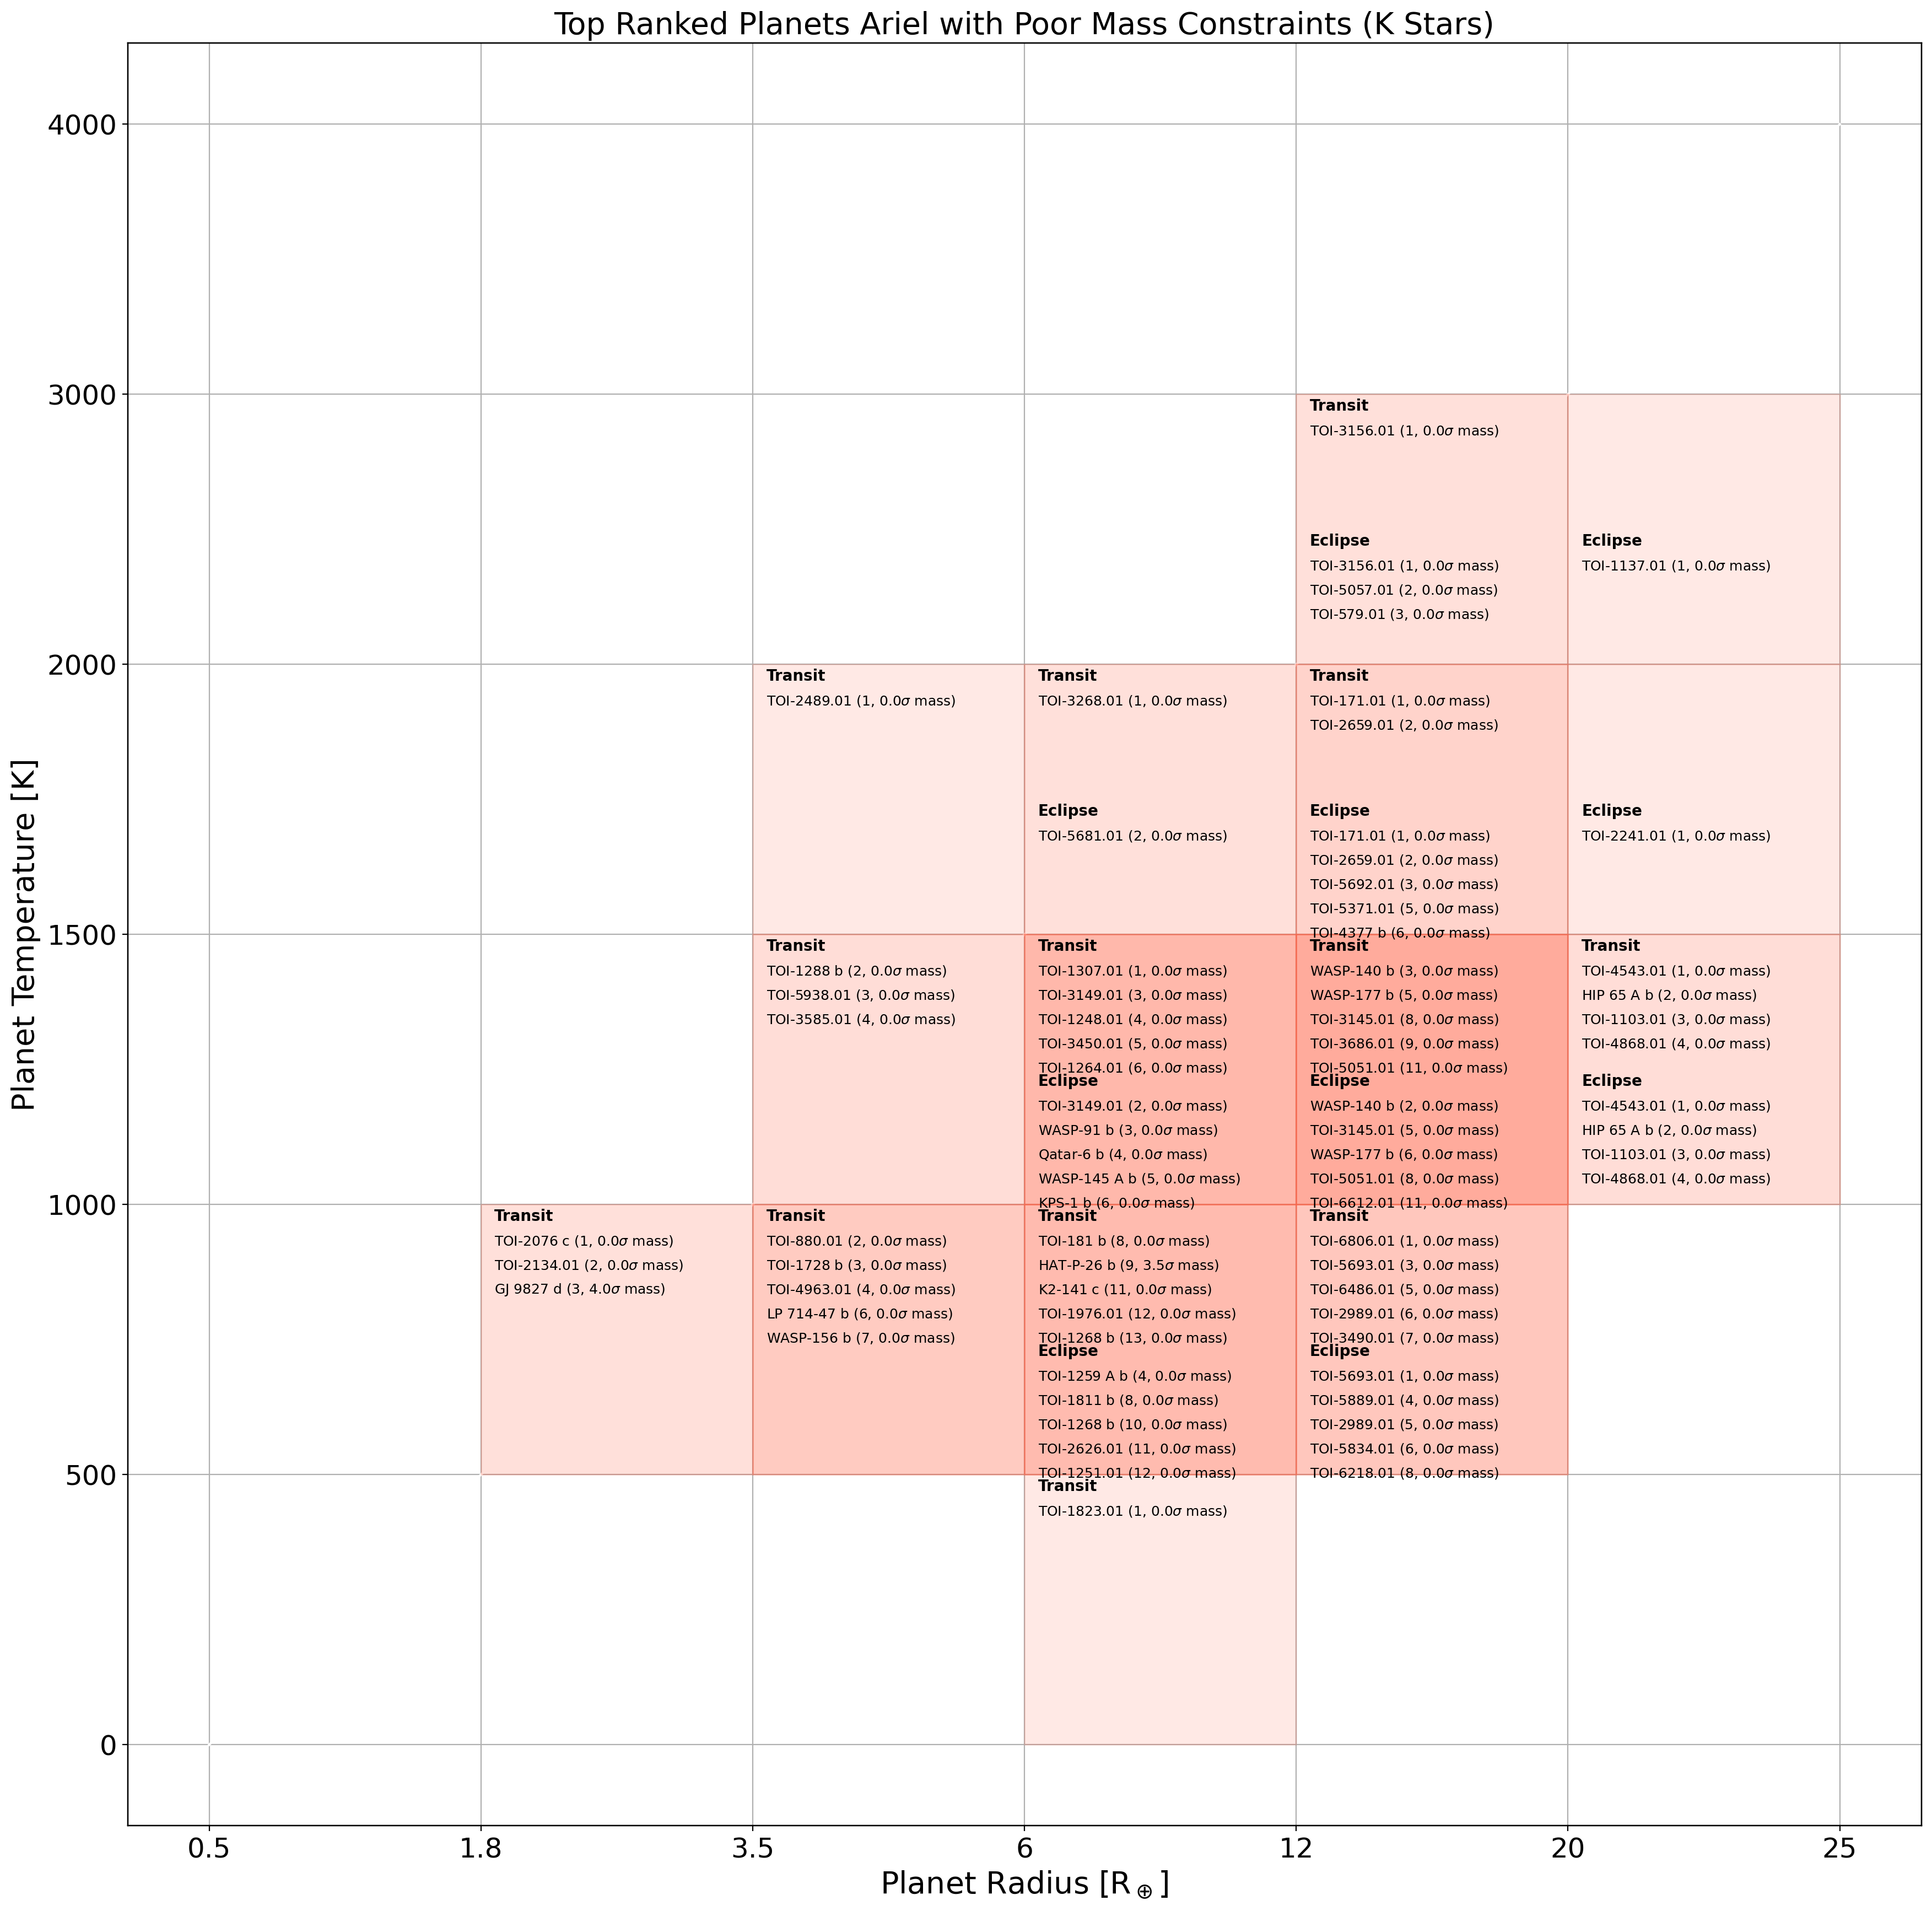 Top Ranked Planets Ariel with Poor Mass Constraints (K Stars)
Planet Temperature [K]
4000
3000
2000
1500
1000
500
0
Transit
TOI-3156.01 (1, 0.0σ mass)
Eclipse
TOI-3156.01 (1, 0.0σ mass)
TOI-5057.01 (2, 0.0σ mass)
TOI-579.01 (3, 0.0σ mass)
Eclipse
TOI-1137.01 (1, 0.0σ mass)
Transit
TOI-2489.01 (1, 0.0σ mass)
Transit
TOI-3268.01 (1, 0.0σ mass)
Eclipse
TOI-5681.01 (2, 0.0σ mass)
Transit
TOI-171.01 (1, 0.0σ mass)
TOI-2659.01 (2, 0.0σ mass)
Eclipse
TOI-171.01 (1, 0.0σ mass)
TOI-2659.01 (2, 0.0σ mass)
TOI-5692.01 (3, 0.0σ mass)
TOI-5371.01 (5, 0.0σ mass)
TOI-4377 b (6, 0.0σ mass)
Eclipse
TOI-2241.01 (1, 0.0σ mass)
Transit
TOI-1288 b (2, 0.0σ mass)
TOI-5938.01 (3, 0.0σ mass)
TOI-3585.01 (4, 0.0σ mass)
Transit
TOI-1307.01 (1, 0.0σ mass)
TOI-3149.01 (3, 0.0σ mass)
TOI-1248.01 (4, 0.0σ mass)
TOI-3450.01 (5, 0.0σ mass)
TOI-1264.01 (6, 0.0σ mass)
Eclipse
TOI-3149.01 (2, 0.0σ mass)
WASP-91 b (3, 0.0σ mass)
Qatar-6 b (4, 0.0σ mass)
WASP-145 A b (5, 0.0σ mass)
KPS-1 b (6, 0.0σ mass)
Transit
WASP-140 b (3, 0.0σ mass)
WASP-177 b (5, 0.0σ mass)
TOI-3145.01 (8, 0.0σ mass)
TOI-3686.01 (9, 0.0σ mass)
TOI-5051.01 (11, 0.0σ mass)
Eclipse
WASP-140 b (2, 0.0σ mass)
TOI-3145.01 (5, 0.0σ mass)
WASP-177 b (6, 0.0σ mass)
TOI-5051.01 (8, 0.0σ mass)
TOI-6612.01 (11, 0.0σ mass)
Transit
TOI-4543.01 (1, 0.0σ mass)
HIP 65 A b (2, 0.0σ mass)
TOI-1103.01 (3, 0.0σ mass)
TOI-4868.01 (4, 0.0σ mass)
Eclipse
TOI-4543.01 (1, 0.0σ mass)
HIP 65 A b (2, 0.0σ mass)
TOI-1103.01 (3, 0.0σ mass)
TOI-4868.01 (4, 0.0σ mass)
Transit
TOI-2076 c (1, 0.0σ mass)
TOI-2134.01 (2, 0.0σ mass)
GJ 9827 d (3, 4.0σ mass)
Transit
TOI-880.01 (2, 0.0σ mass)
TOI-1728 b (3, 0.0σ mass)
TOI-4963.01 (4, 0.0σ mass)
LP 714-47 b (6, 0.0σ mass)
WASP-156 b (7, 0.0σ mass)
Transit
TOI-181 b (8, 0.0σ mass)
HAT-P-26 b (9, 3.5σ mass)
K2-141 c (11, 0.0σ mass)
TOI-1976.01 (12, 0.0σ mass)
TOI-1268 b (13, 0.0σ mass)
Eclipse
TOI-1259 A b (4, 0.0σ mass)
TOI-1811 b (8, 0.0σ mass)
TOI-1268 b (10, 0.0σ mass)
TOI-2626.01 (11, 0.0σ mass)
TOI-1251.01 (12, 0.0σ mass)
Transit
TOI-6806.01 (1, 0.0σ mass)
TOI-5693.01 (3, 0.0σ mass)
TOI-6486.01 (5, 0.0σ mass)
TOI-2989.01 (6, 0.0σ mass)
TOI-3490.01 (7, 0.0σ mass)
Eclipse
TOI-5693.01 (1, 0.0σ mass)
TOI-5889.01 (4, 0.0σ mass)
TOI-2989.01 (5, 0.0σ mass)
TOI-5834.01 (6, 0.0σ mass)
TOI-6218.01 (8, 0.0σ mass)
Transit
TOI-1823.01 (1, 0.0σ mass)
0.5 1.8 3.5 6 12 20 25
Planet Radius [R⊕]